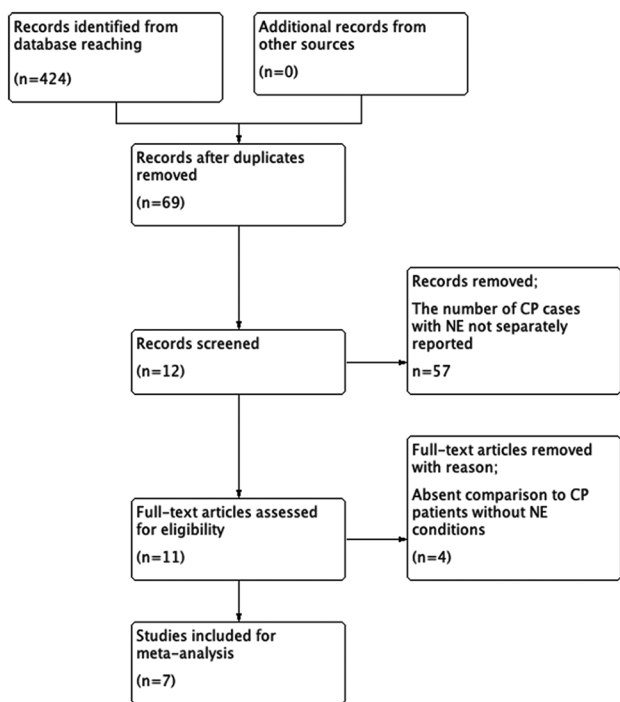 Records identified from
database reaching
(n=424)
Additional records from
other sources
(n=0)
Records after duplicates
removed
(n=69)
Records removed;
The number of CP cases
with NE not separately
reported
n=57
Records screened
(n=12)
Full-text articles removed
with reason;
Absent comparison to CP
patients without NE
conditions
(n=4)
Full-text articles assessed
for eligibility
(n=11)
Studies included for
meta-analysis
(n=7)